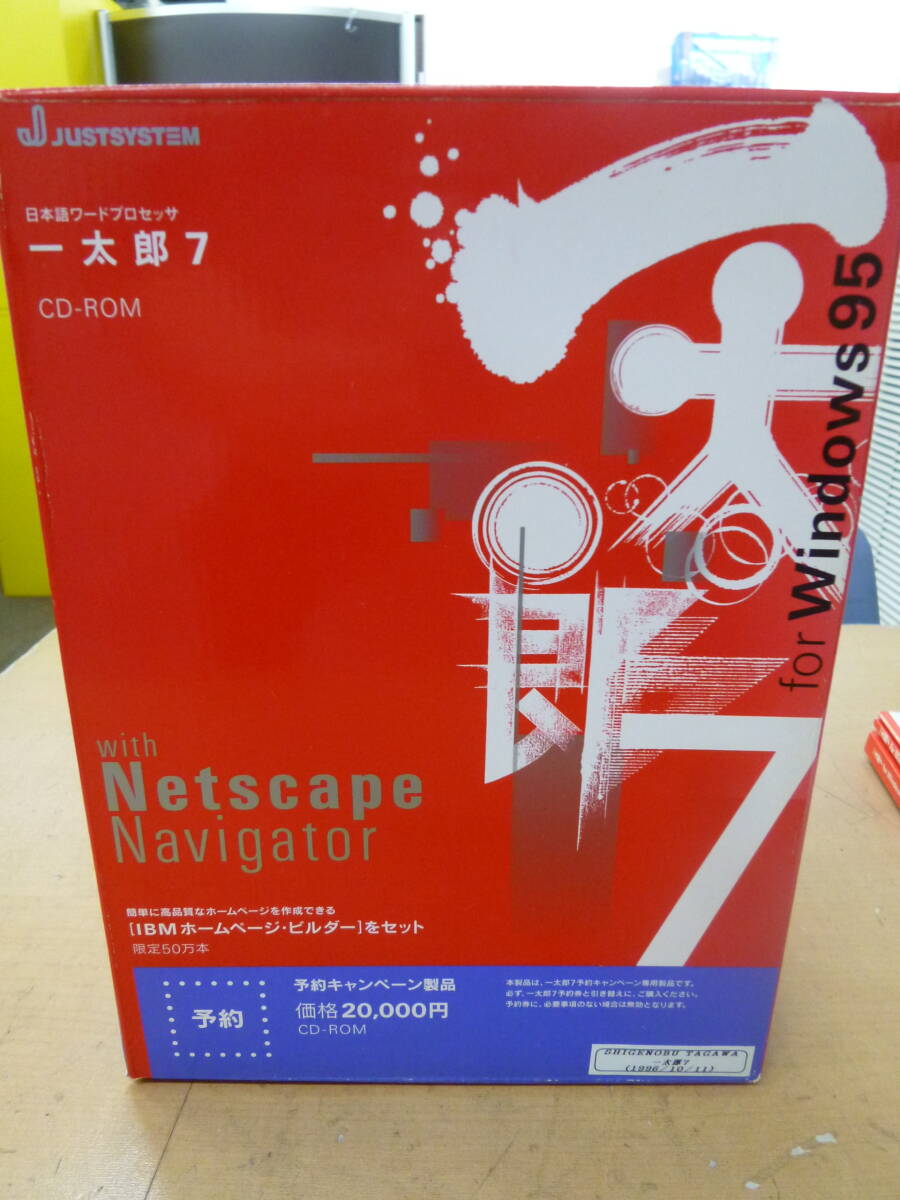 JUSTSYSTEM
日本語ワードプロセッサ
一太郎7
CD-ROM
一太郎7
for Windows95
with
Netscape
Navigator
簡単に高品質なホームページを作成できる
[IBMホームページ・ビルダー]をセット
限定50万本
予約
予約キャンペーン製品
価格20,000円
CD-ROM
本製品は、一太郎7予約キャンペーン専用製品です。
必ず、一太郎7予約券と引き替えに、ご購入ください。
予約券に、必要事項のない場合は無効となります。
SHIGENOBU TAGAWA
一太郎7
(1996/10/11)